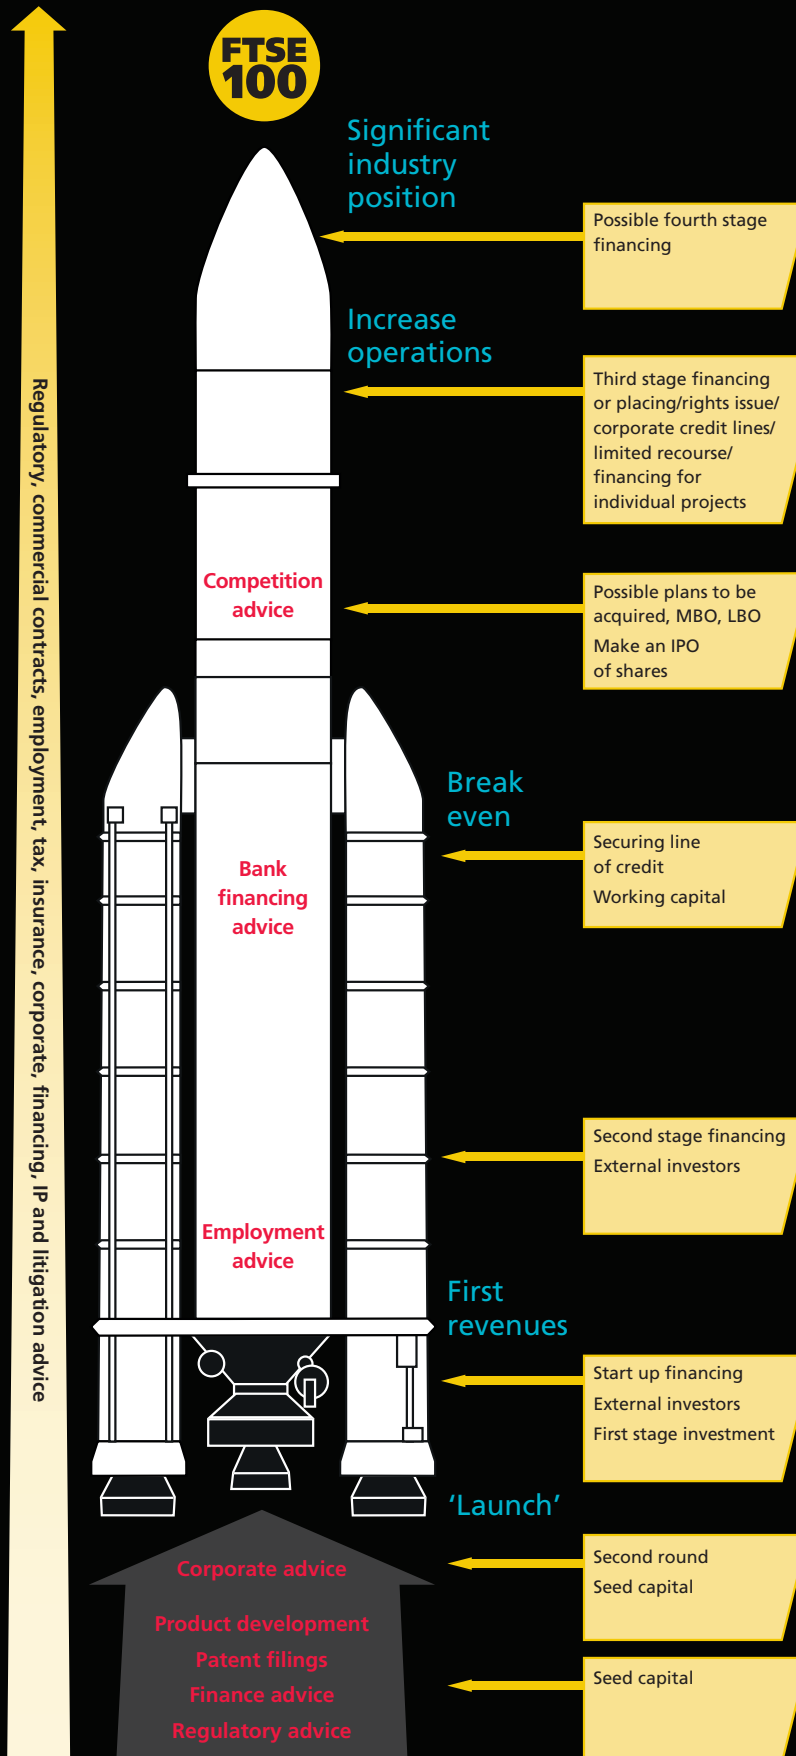 FTSE
100
Significant
industry
position
Possible fourth stage
financing
Increase
operations
Third stage financing
or placing/rights issue/
corporate credit lines/
limited recourse/
financing for
individual projects
Competition
advice
Possible plans to be
acquired, MBO, LBO
Make an IPO
of shares
Break
even
Securing line
of credit
Working capital
Bank
financing
advice
Second stage financing
External investors
Employment
advice
First
revenues
Start up financing
External investors
First stage investment
‘Launch’
Corporate advice
Second round
Seed capital
Product development
Patent filings
Finance advice
Regulatory advice
Seed capital
Regulatory, commercial contracts, employment, tax, insurance, corporate, financing, IP and litigation advice